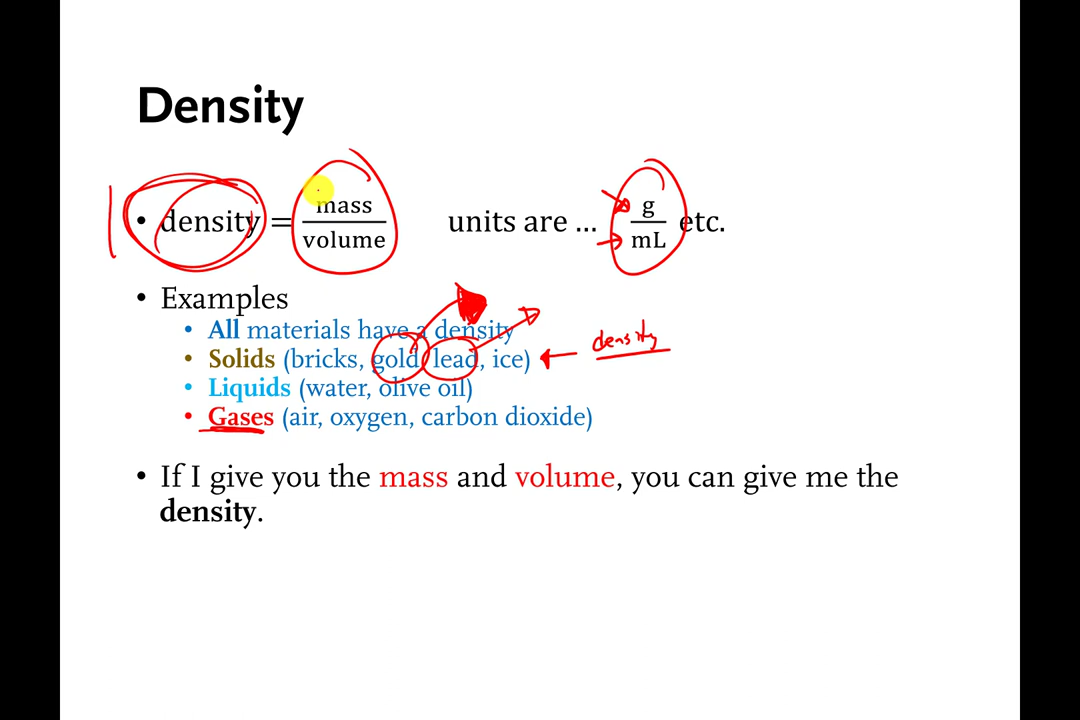 Density
• density = mass/volume units are … g/mL etc.
• Examples
• All materials have a density
• Solids (bricks, gold, lead, ice) density
• Liquids (water, olive oil)
• Gases (air, oxygen, carbon dioxide)
• If I give you the mass and volume, you can give me the
density.